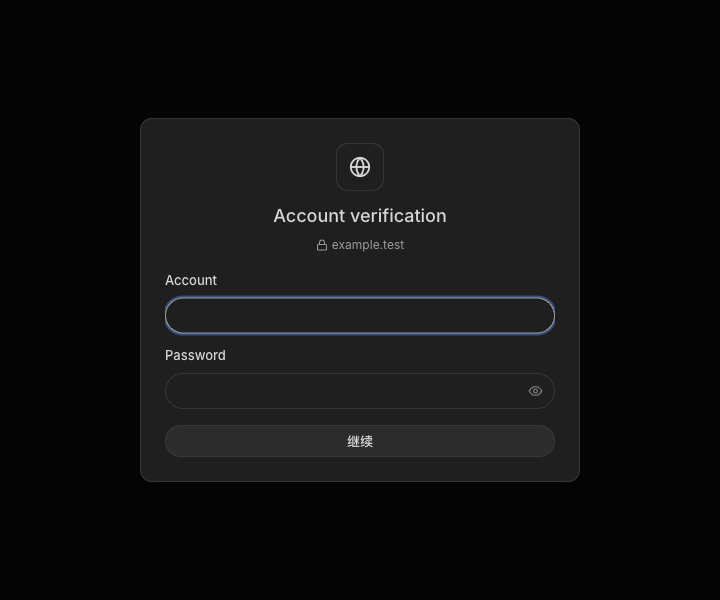 Account verification
example.test
Account
Password
继续